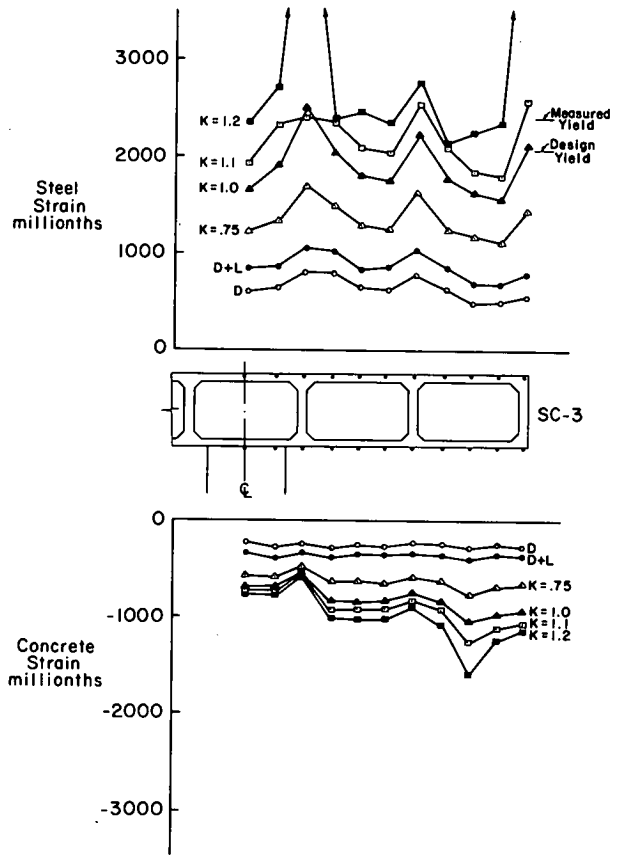 3000
2000
1000
0
Steel
Strain
millionths
K=1.2
K=1.1
K=1.0
K=.75
D+L
D
Measured
Yield
Design
Yield
SC-3
℄
0
-1000
-2000
-3000
Concrete
Strain
millionths
D
D+L
K=.75
K=1.0
K=1.1
K=1.2